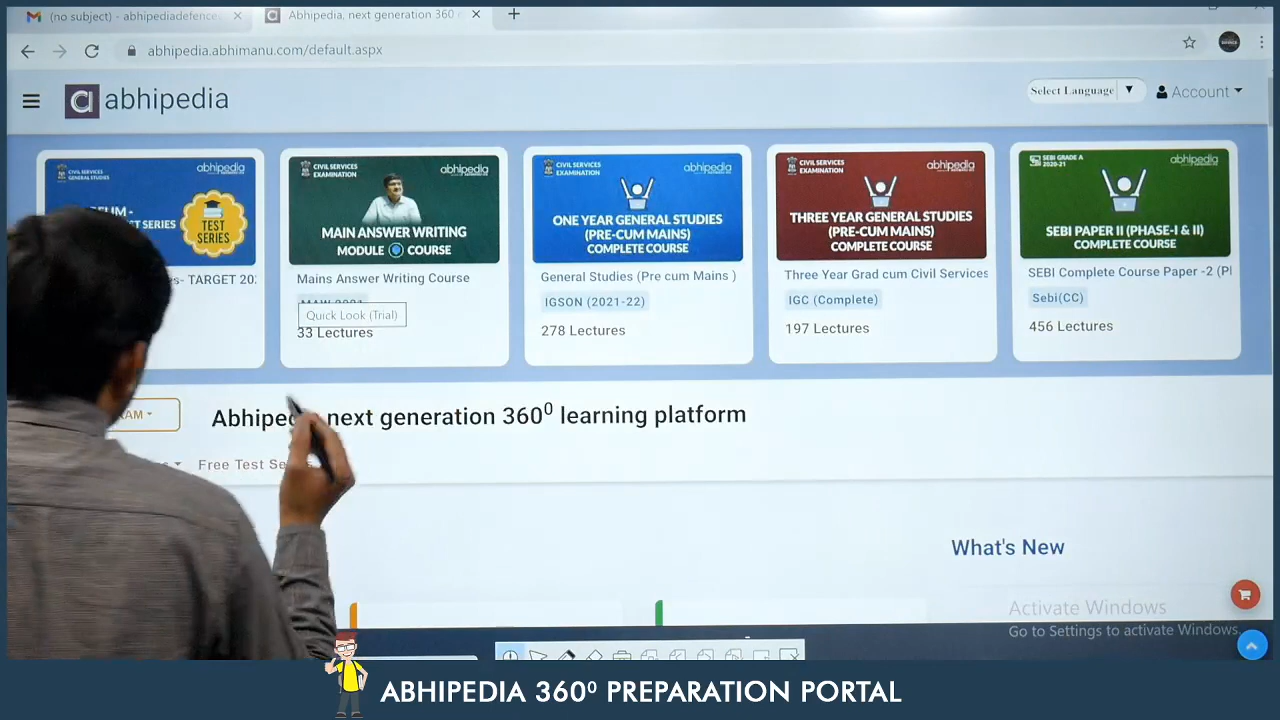 (no subject) - abhipediadefence
Abhipedia, next generation 360
abhipedia.abhimanu.com/default.aspx
abhipedia
Select Language
Account
CIVIL SERVICES
GENERAL STUDIES
abhipedia
TEST
SERIES
CIVIL SERVICES
EXAMINATION
abhipedia
MAIN ANSWER WRITING
MODULE COURSE
CIVIL SERVICES
EXAMINATION
abhipedia
ONE YEAR GENERAL STUDIES
(PRE-CUM MAINS)
COMPLETE COURSE
CIVIL SERVICES
EXAMINATION
abhipedia
THREE YEAR GENERAL STUDIES
(PRE-CUM MAINS)
COMPLETE COURSE
SEBI GRADE A
2020-21
abhipedia
SEBI PAPER II (PHASE-I & II)
COMPLETE COURSE
s- TARGET 20
Mains Answer Writing Course
Quick Look (Trial)
33 Lectures
General Studies (Pre cum Mains )
IGSON (2021-22)
278 Lectures
Three Year Grad cum Civil Services
IGC (Complete)
197 Lectures
SEBI Complete Course Paper -2 (P
Sebi(CC)
456 Lectures
Abhiped next generation 360⁰ learning platform
Free Test Se
What's New
Activate Windows
Go to Settings to activate Windows.
ABHIPEDIA 360⁰ PREPARATION PORTAL